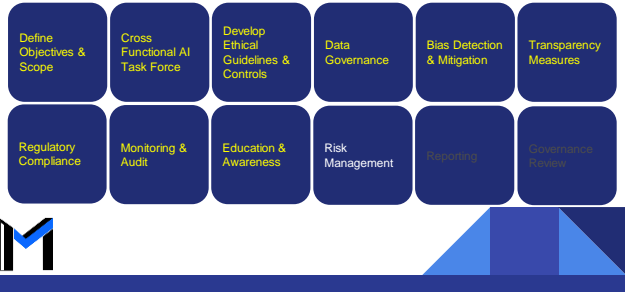 Define
Objectives &
Scope
Cross
Functional AI
Task Force
Develop
Ethical
Guidelines &
Controls
Data
Governance
Bias Detection
& Mitigation
Transparency
Measures
Regulatory
Compliance
Monitoring &
Audit
Education &
Awareness
Risk
Management
Reporting
Governance
Review